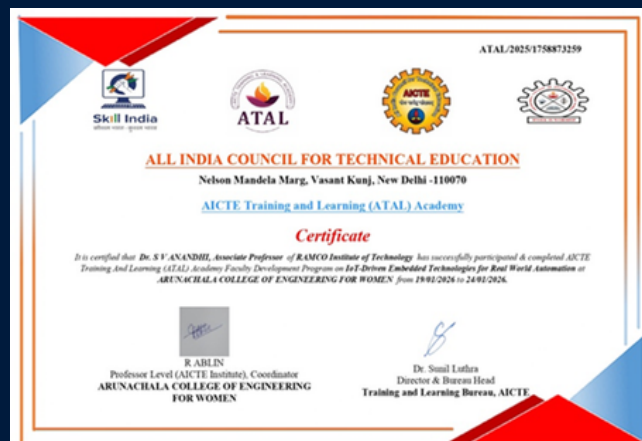 ATAL/2025/1758873259
Skill India
कौशल भारत - कुशल भारत
ATAL
AICTE
ALL INDIA COUNCIL FOR TECHNICAL EDUCATION
Nelson Mandela Marg, Vasant Kunj, New Delhi -110070
AICTE Training and Learning (ATAL) Academy
Certificate
It is certified that Dr. S V ANANDHI, Associate Professor of RAMCO Institute of Technology has successfully participated & completed AICTE
Training And Learning (ATAL) Academy Faculty Development Program on IoT-Driven Embedded Technologies for Real World Automation at
ARUNACHALA COLLEGE OF ENGINEERING FOR WOMEN from 19/01/2026 to 24/01/2026.
R ABLIN
Professor Level (AICTE Institute), Coordinator
ARUNACHALA COLLEGE OF ENGINEERING
FOR WOMEN
Dr. Sunil Luthra
Director & Bureau Head
Training and Learning Bureau, AICTE